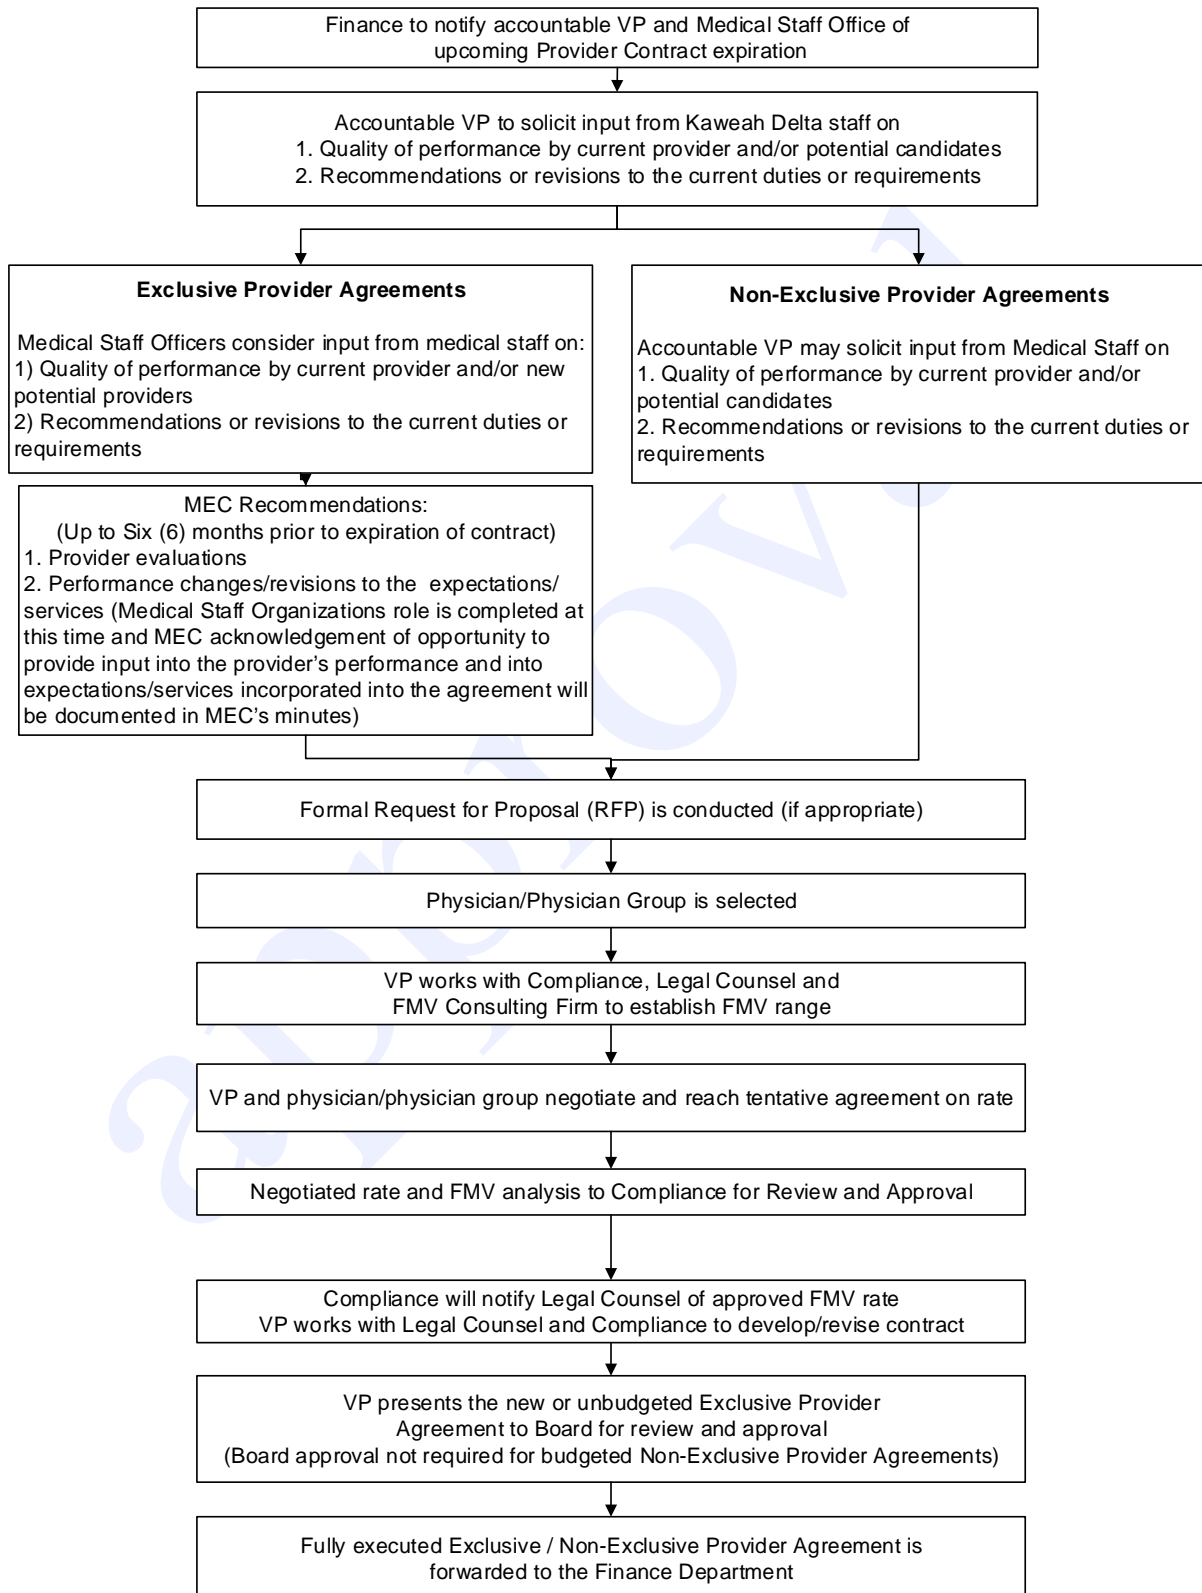 Finance to notify accountable VP and Medical Staff Office of
upcoming Provider Contract expiration
Accountable VP to solicit input from Kaweah Delta staff on
1. Quality of performance by current provider and/or potential candidates
2. Recommendations or revisions to the current duties or requirements
Exclusive Provider Agreements
Medical Staff Officers consider input from medical staff on:
1) Quality of performance by current provider and/or new
potential providers
2) Recommendations or revisions to the current duties or
requirements
Non-Exclusive Provider Agreements
Accountable VP may solicit input from Medical Staff on
1. Quality of performance by current provider and/or
potential candidates
2. Recommendations or revisions to the current duties or
requirements
MEC Recommendations:
(Up to Six (6) months prior to expiration of contract)
1. Provider evaluations
2. Performance changes/revisions to the expectations/
services (Medical Staff Organizations role is completed at
this time and MEC acknowledgement of opportunity to
provide input into the provider's performance and into
expectations/services incorporated into the agreement will
be documented in MEC's minutes)
Formal Request for Proposal (RFP) is conducted (if appropriate)
Physician/Physician Group is selected
VP works with Compliance, Legal Counsel and
FMV Consulting Firm to establish FMV range
VP and physician/physician group negotiate and reach tentative agreement on rate
Negotiated rate and FMV analysis to Compliance for Review and Approval
Compliance will notify Legal Counsel of approved FMV rate
VP works with Legal Counsel and Compliance to develop/revise contract
VP presents the new or unbudgeted Exclusive Provider
Agreement to Board for review and approval
(Board approval not required for budgeted Non-Exclusive Provider Agreements)
Fully executed Exclusive / Non-Exclusive Provider Agreement is
forwarded to the Finance Department
approval